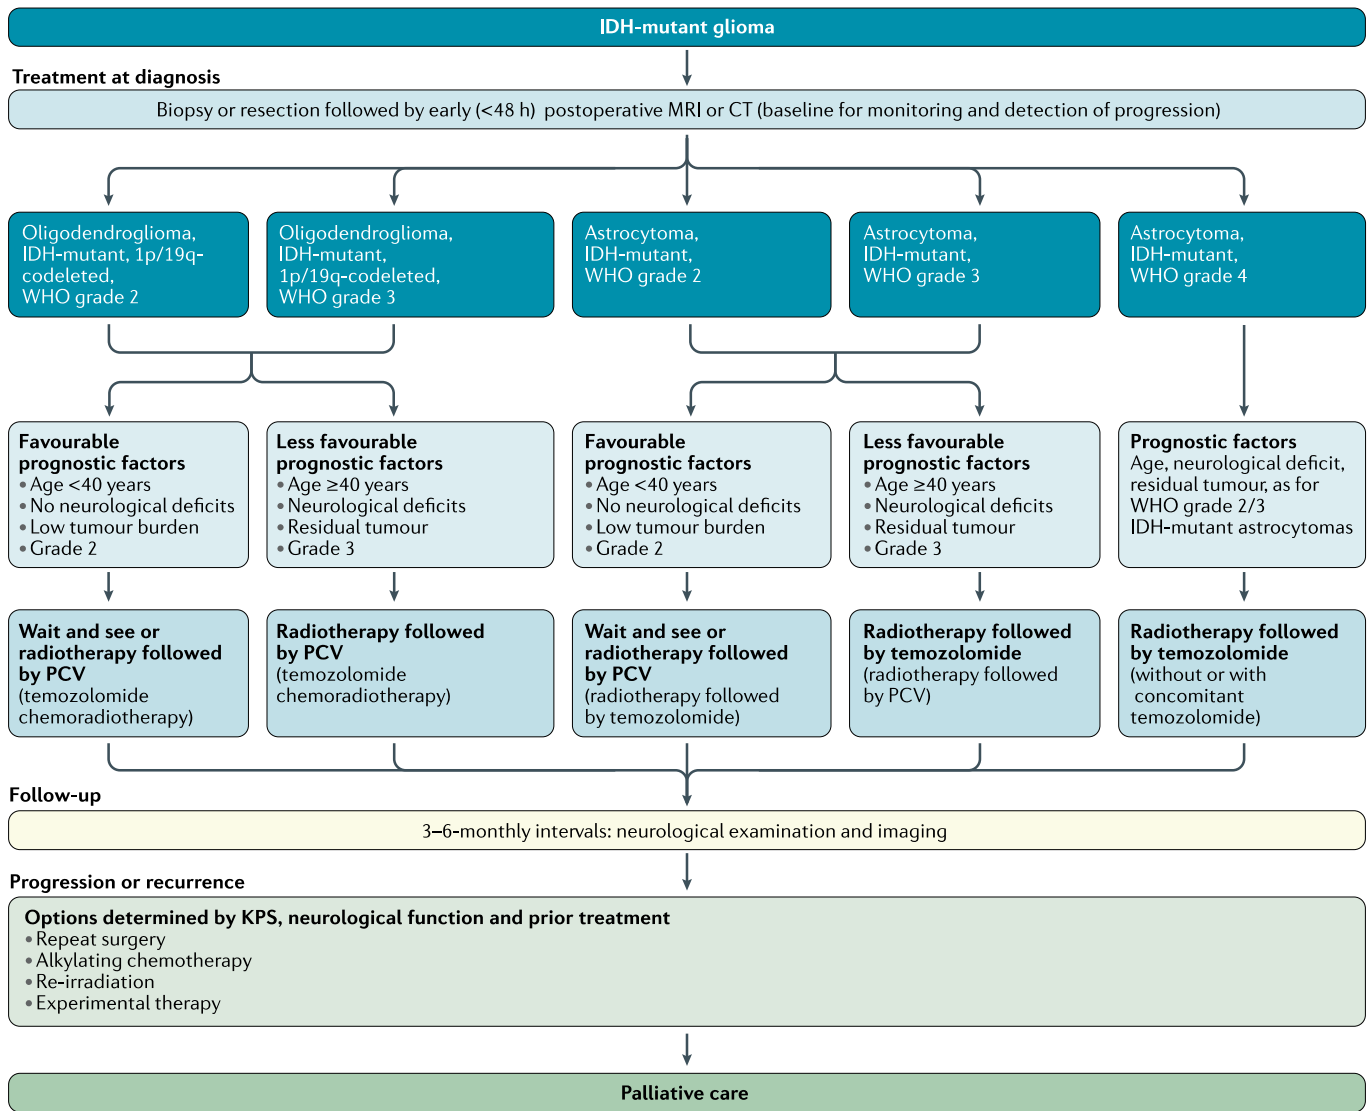 IDH-mutant glioma
Treatment at diagnosis
Biopsy or resection followed by early (<48 h) postoperative MRI or CT (baseline for monitoring and detection of progression)
Oligodendroglioma,
IDH-mutant, 1p/19q-
codeleted,
WHO grade 2
Oligodendroglioma,
IDH-mutant,
1p/19q-codeleted,
WHO grade 3
Astrocytoma,
IDH-mutant,
WHO grade 2
Astrocytoma,
IDH-mutant,
WHO grade 3
Astrocytoma,
IDH-mutant,
WHO grade 4
Favourable
prognostic factors
• Age <40 years
• No neurological deficits
• Low tumour burden
• Grade 2
Less favourable
prognostic factors
• Age ≥40 years
• Neurological deficits
• Residual tumour
• Grade 3
Favourable
prognostic factors
• Age <40 years
• No neurological deficits
• Low tumour burden
• Grade 2
Less favourable
prognostic factors
• Age ≥40 years
• Neurological deficits
• Residual tumour
• Grade 3
Prognostic factors
Age, neurological deficit,
residual tumour, as for
WHO grade 2/3
IDH-mutant astrocytomas
Wait and see or
radiotherapy followed
by PCV
(temozolomide
chemoradiotherapy)
Radiotherapy followed
by PCV
(temozolomide
chemoradiotherapy)
Wait and see or
radiotherapy followed
by PCV
(radiotherapy followed
by temozolomide)
Radiotherapy followed
by temozolomide
(radiotherapy followed
by PCV)
Radiotherapy followed
by temozolomide
(without or with
concomitant
temozolomide)
Follow-up
3–6-monthly intervals: neurological examination and imaging
Progression or recurrence
Options determined by KPS, neurological function and prior treatment
• Repeat surgery
• Alkylating chemotherapy
• Re-irradiation
• Experimental therapy
Palliative care